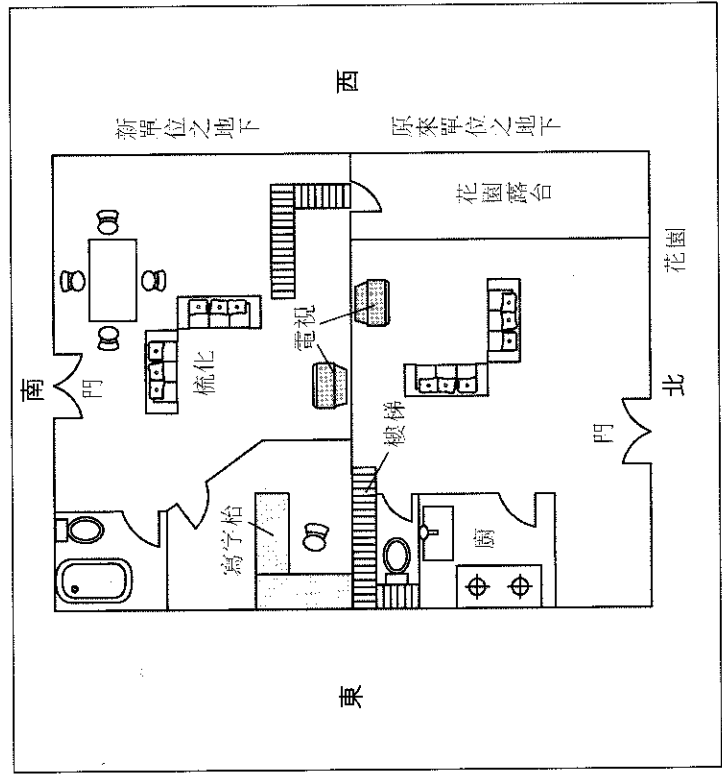 新單位之地下
原來單位之地下
西
南
門
梳化
電視
花園露台
花園
樓梯
寫字枱
廚
門
北
東